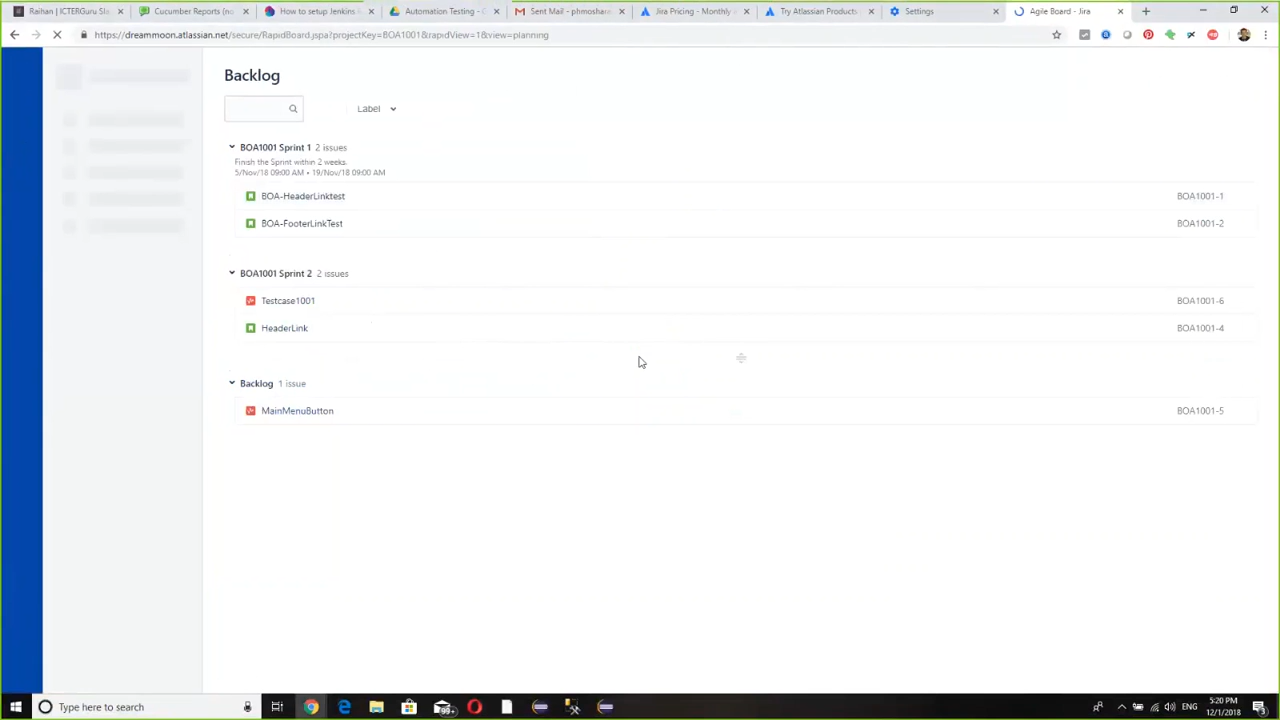 Raihan | ICTERGuru Sla
Cucumber Reports (no
How to setup Jenkins
Automation Testing - G
Sent Mail - phmoshare
Jira Pricing - Monthly
Try Atlassian Products
Settings
Agile Board - Jira
https://dreammoon.atlassian.net/secure/RapidBoard.jspa?projectKey=BOA1001&rapidView=1&view=planning
Backlog
Label
BOA1001 Sprint 1 2 issues
Finish the Sprint within 2 weeks.
5/Nov/18 09:00 AM • 19/Nov/18 09:00 AM
BOA-HeaderLinktest BOA1001-1
BOA-FooterLinkTest BOA1001-2
BOA1001 Sprint 2 2 issues
Testcase1001 BOA1001-6
HeaderLink BOA1001-4
Backlog 1 issue
MainMenuButton BOA1001-5
Type here to search
99+
ENG
5:20 PM
12/1/2018
3